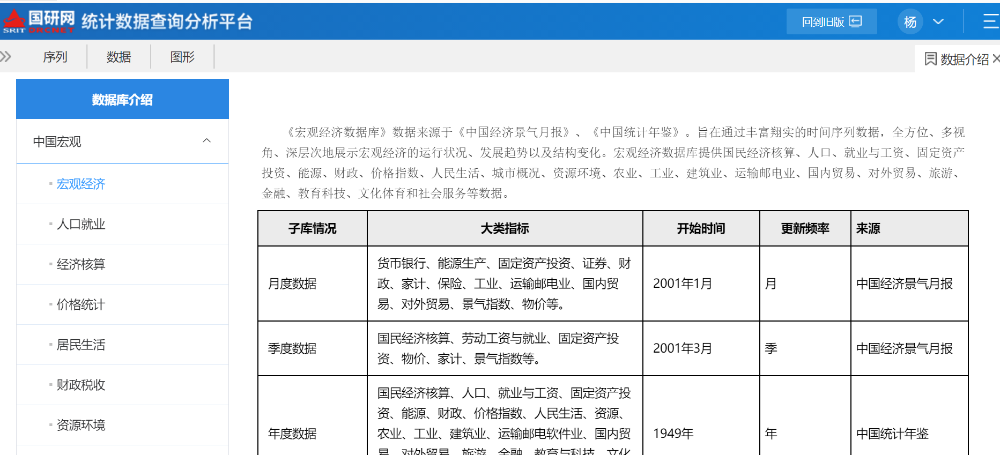 国研网 统计数据查询分析平台
SRIT DRCNET
回到旧版
杨
序列
数据
图形
数据介绍
数据库介绍
中国宏观
宏观经济
人口就业
经济核算
价格统计
居民生活
财政税收
资源环境
《宏观经济数据库》数据来源于《中国经济景气月报》、《中国统计年鉴》。旨在通过丰富翔实的时间序列数据，全方位、多视
角、深层次地展示宏观经济的运行状况、发展趋势以及结构变化。宏观经济数据库提供国民经济核算、人口、就业与工资、固定资产
投资、能源、财政、价格指数、人民生活、城市概况、资源环境、农业、工业、建筑业、运输邮电业、国内贸易、对外贸易、旅游、
金融、教育科技、文化体育和社会服务等数据。
子库情况 大类指标 开始时间 更新频率 来源
月度数据
货币银行、能源生产、固定资产投资、证券、财
政、家计、保险、工业、运输邮电业、国内贸
易、对外贸易、景气指数、物价等。
2001年1月
月
中国经济景气月报
季度数据
国民经济核算、劳动工资与就业、固定资产投
资、物价、家计、景气指数等。
2001年3月
季
中国经济景气月报
年度数据
国民经济核算、人口、就业与工资、固定资产投
资、能源、财政、价格指数、人民生活、资源、
农业、工业、建筑业、运输邮电软件业、国内贸
易、对外贸易、旅游、金融、教育与科技、文化
1949年
年
中国统计年鉴